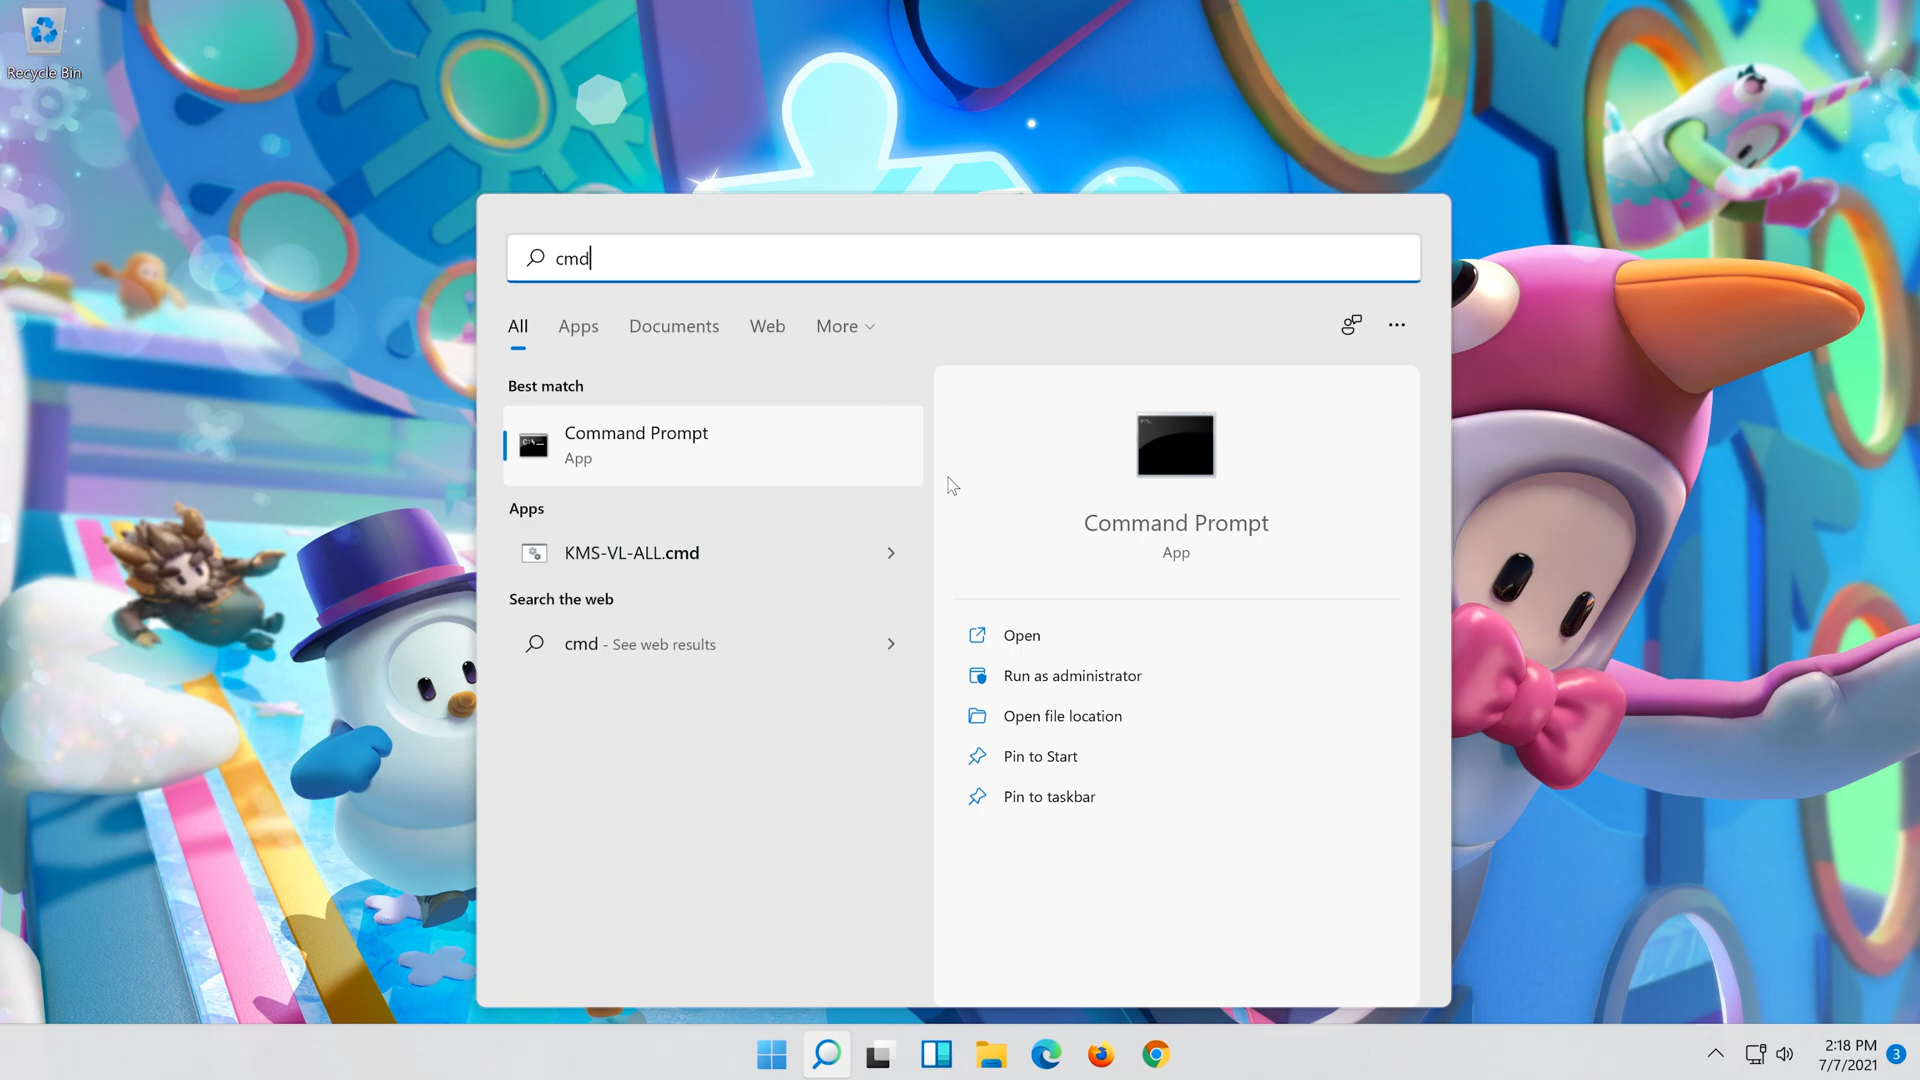 Recycle Bin
cmd
All Apps Documents Web More
Best match
Command Prompt
App
Apps
KMS-VL-ALL.cmd
Search the web
cmd - See web results
Command Prompt
App
Open
Run as administrator
Open file location
Pin to Start
Pin to taskbar
2:18 PM
7/7/2021
3